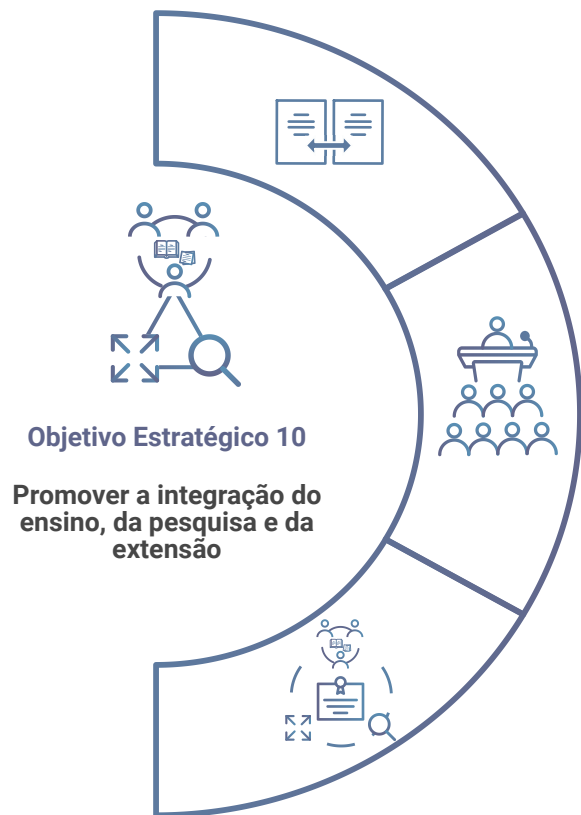 Objetivo Estratégico 10
Promover a integração do
ensino, da pesquisa e da
extensão